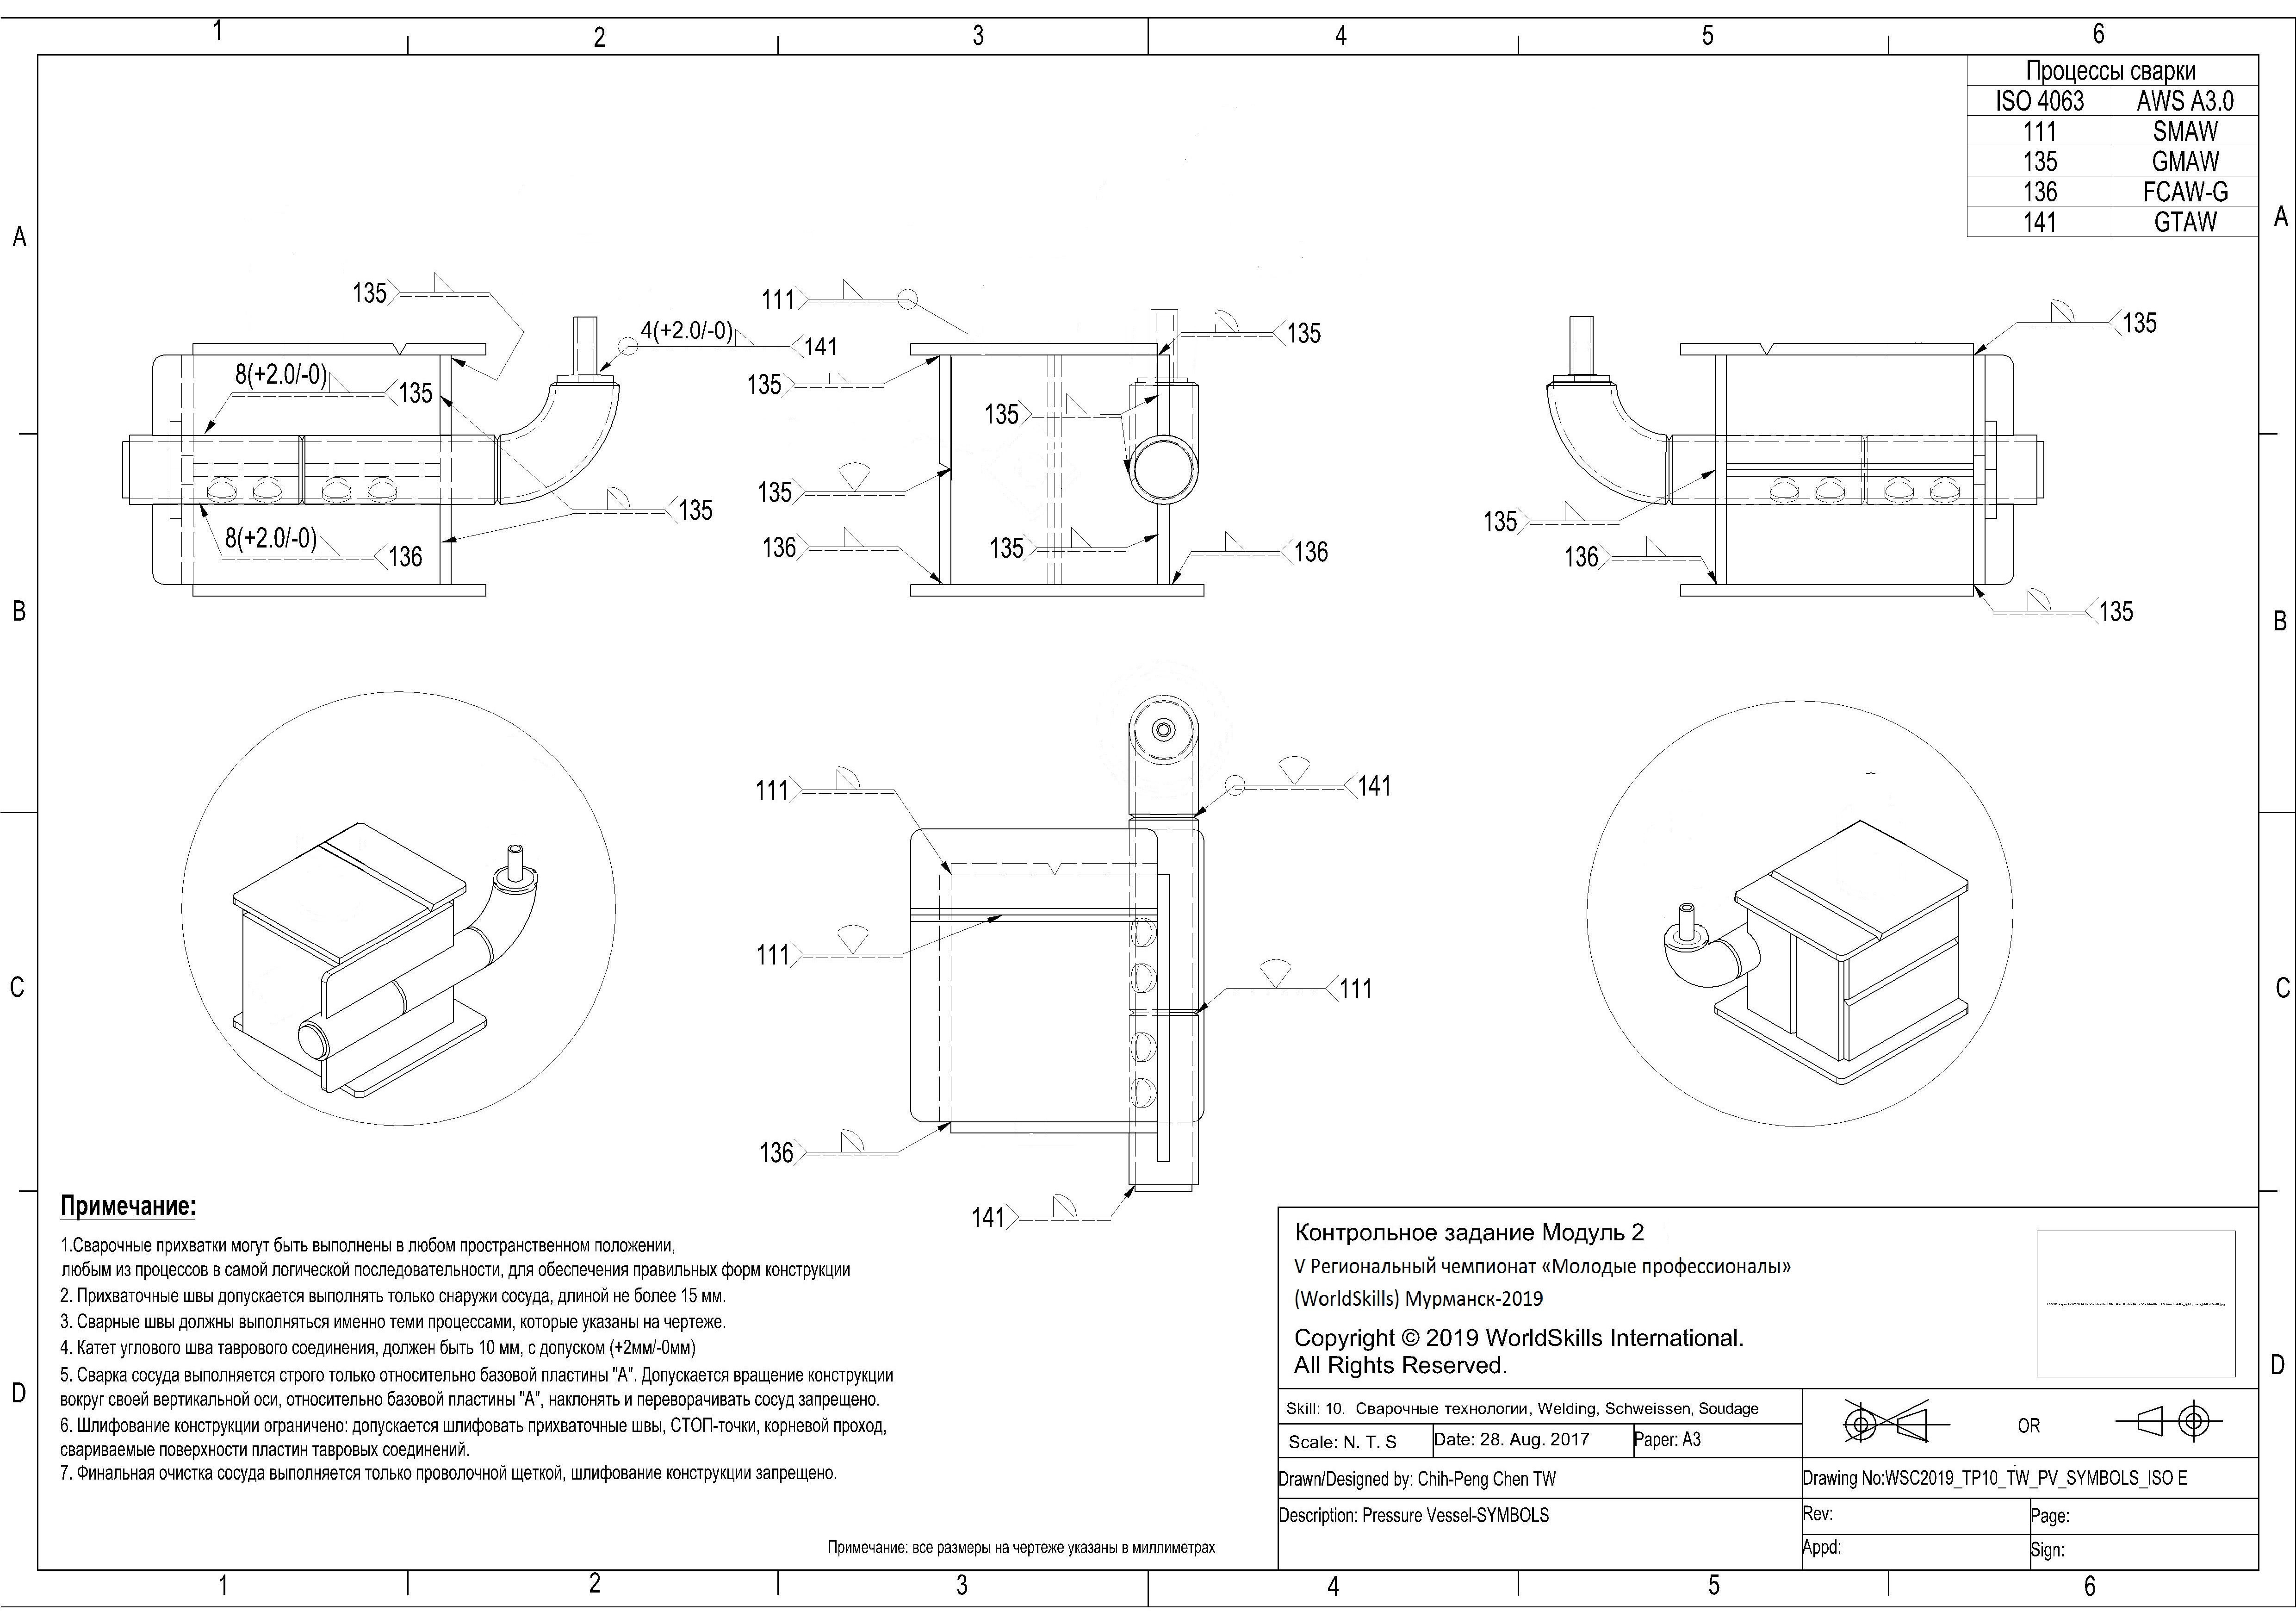 1 2 3 4 5 6
Процессы сварки
ISO 4063 AWS A3.0
111 SMAW
135 GMAW
136 FCAW-G
141 GTAW
A A
135
4(+2.0/-0) 141
8(+2.0/-0) 135
135
8(+2.0/-0) 136
111
135
135
135
135
136
135
136
135
135
136
135
B B
111
141
111
111
136
141
C C
Примечание:
1.Сварочные прихватки могут быть выполнены в любом пространственном положении,
любым из процессов в самой логической последовательности, для обеспечения правильных форм конструкции
2. Прихваточные швы допускается выполнять только снаружи сосуда, длиной не более 15 мм.
3. Сварные швы должны выполняться именно теми процессами, которые указаны на чертеже.
4. Катет углового шва таврового соединения, должен быть 10 мм, с допуском (+2мм/-0мм)
5. Сварка сосуда выполняется строго только относительно базовой пластины "А". Допускается вращение конструкции
вокруг своей вертикальной оси, относительно базовой пластины "А", наклонять и переворачивать сосуд запрещено.
6. Шлифование конструкции ограничено: допускается шлифовать прихваточные швы, СТОП-точки, корневой проход,
свариваемые поверхности пластин тавровых соединений.
7. Финальная очистка сосуда выполняется только проволочной щеткой, шлифование конструкции запрещено.
Примечание: все размеры на чертеже указаны в миллиметрах
Контрольное задание Модуль 2
V Региональный чемпионат «Молодые профессионалы»
(WorldSkills) Мурманск-2019
Copyright © 2019 WorldSkills International.
All Rights Reserved.
Skill: 10. Сварочные технологии, Welding, Schweissen, Soudage
Scale: N. T. S Date: 28. Aug. 2017 Paper: A3
OR
Drawn/Designed by: Chih-Peng Chen TW
Drawing No:WSC2019_TP10_TW_PV_SYMBOLS_ISO E
Description: Pressure Vessel-SYMBOLS
Rev: Page:
Appd: Sign:
D D
1 2 3 4 5 6